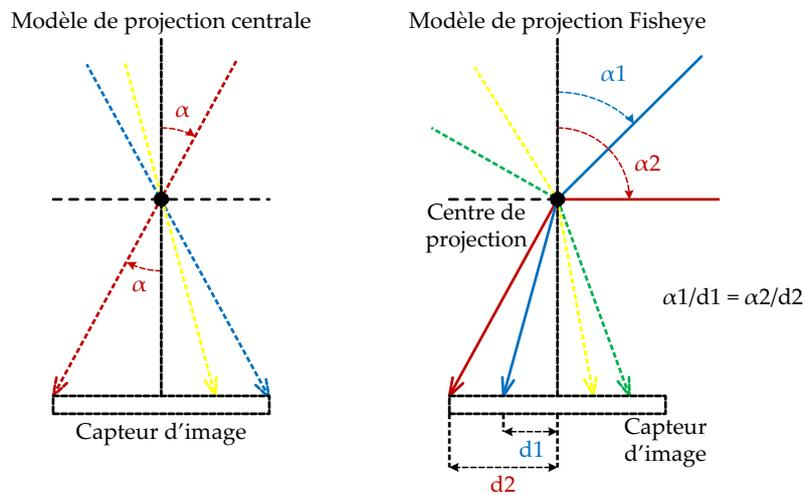 Modèle de projection centrale
α
α
Capteur d’image
Modèle de projection Fisheye
α1
α2
Centre de
projection
α1/d1 = α2/d2
Capteur
d’image
d1
d2